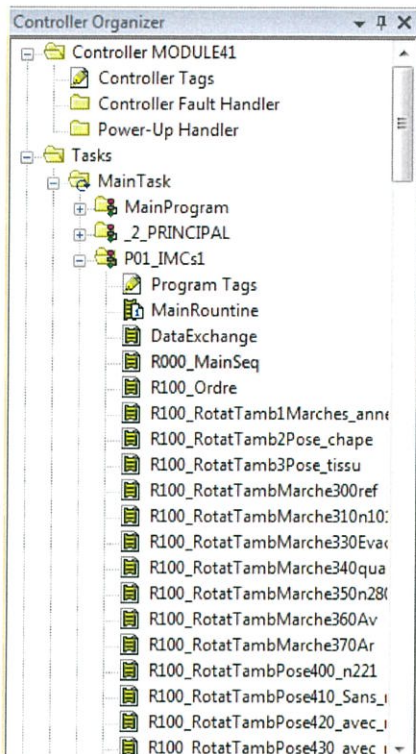 Controller Organizer
Controller MODULE41
Controller Tags
Controller Fault Handler
Power-Up Handler
Tasks
MainTask
MainProgram
_2_PRINCIPAL
P01_IMCs1
Program Tags
MainRountine
DataExchange
R000_MainSeq
R100_Ordre
R100_RotatTamb1Marches_anne
R100_RotatTamb2Pose_chape
R100_RotatTamb3Pose_tissu
R100_RotatTambMarche300ref
R100_RotatTambMarche310n10
R100_RotatTambMarche330Evac
R100_RotatTambMarche340qua
R100_RotatTambMarche350n280
R100_RotatTambMarche360Av
R100_RotatTambMarche370Ar
R100_RotatTambPose400_n221
R100_RotatTambPose410_Sans_
R100_RotatTambPose420_avec_
R100_RotatTambPose430_avec_